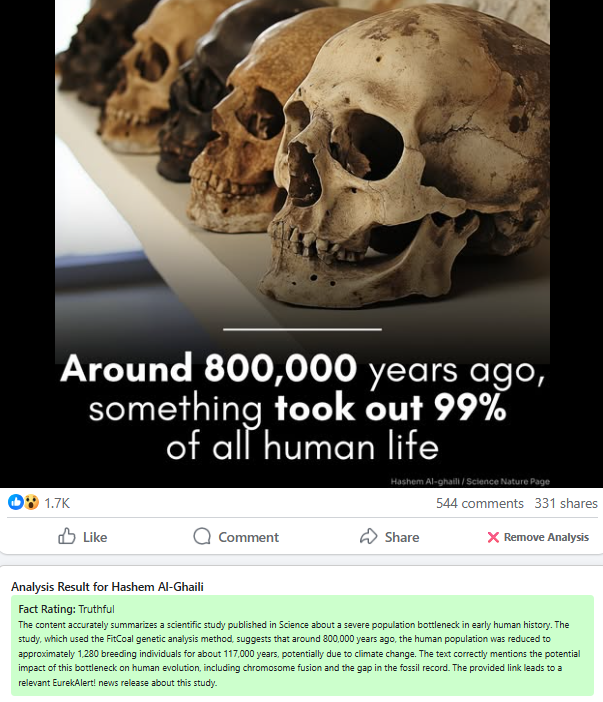 Around 800,000 years ago,
something took out 99%
of all human life
Hashem Al-ghaili / Science Nature Page
1.7K
544 comments 331 shares
Like Comment Share Remove Analysis
Analysis Result for Hashem Al-Ghaili
Fact Rating: Truthful
The content accurately summarizes a scientific study published in Science about a severe population bottleneck in early human history. The
study, which used the FitCoal genetic analysis method, suggests that around 800,000 years ago, the human population was reduced to
approximately 1,280 breeding individuals for about 117,000 years, potentially due to climate change. The text correctly mentions the potential
impact of this bottleneck on human evolution, including chromosome fusion and the gap in the fossil record. The provided link leads to a
relevant EurekAlert! news release about this study.